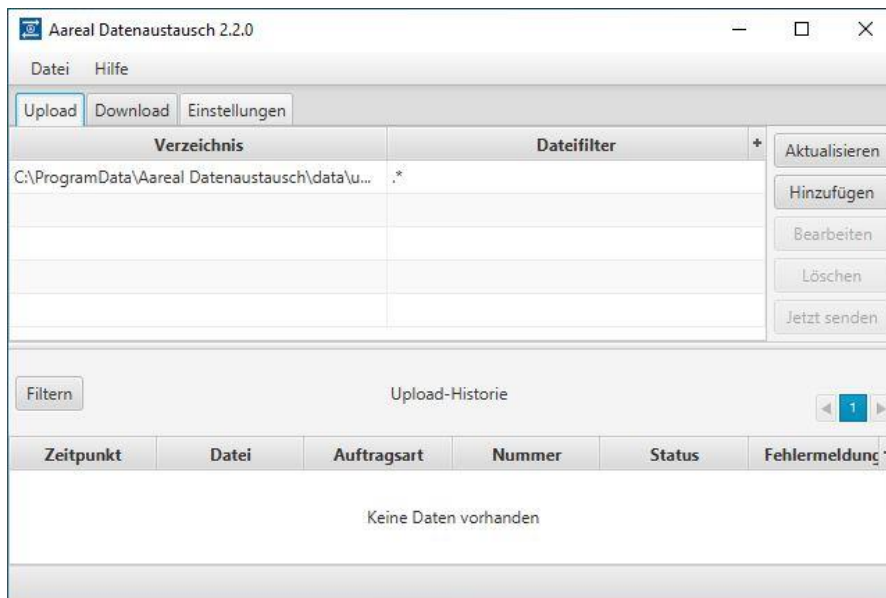 Aareal Datenaustausch 2.2.0
Datei Hilfe
Upload Download Einstellungen
Verzeichnis Dateifilter +
C:\ProgramData\Aareal Datenaustausch\data\u... .*
Aktualisieren
Hinzufügen
Bearbeiten
Löschen
Jetzt senden
Filtern Upload-Historie 1
Zeitpunkt Datei Auftragsart Nummer Status Fehlermeldung
Keine Daten vorhanden